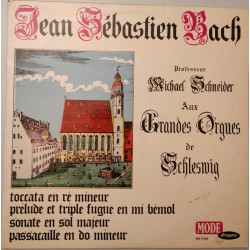 Jean Sébastien Bach
Professeur
Michael Schneider
Aux
Grandes Orgues
de
Schleswig
toccata en ré mineur
prélude et triple fugue en mi bémol
sonate en sol majeur
passacaille en do mineur
MODE
disques